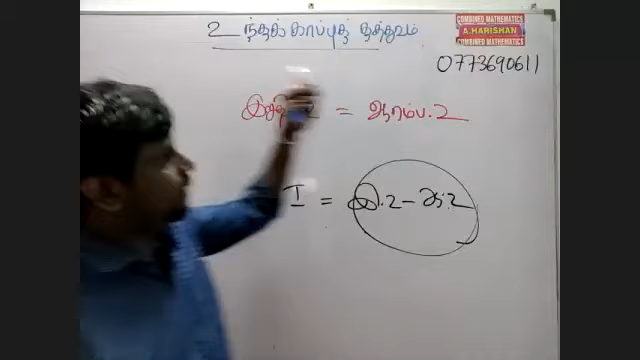 உந்தக் காப்புத் தத்துவம்
COMBINED MATHEMATICS
A.HARISHAN
COMBINED MATHEMATICS
0773690611
= ஆரம்ப.உ
I = இ.உ - ஆ.உ